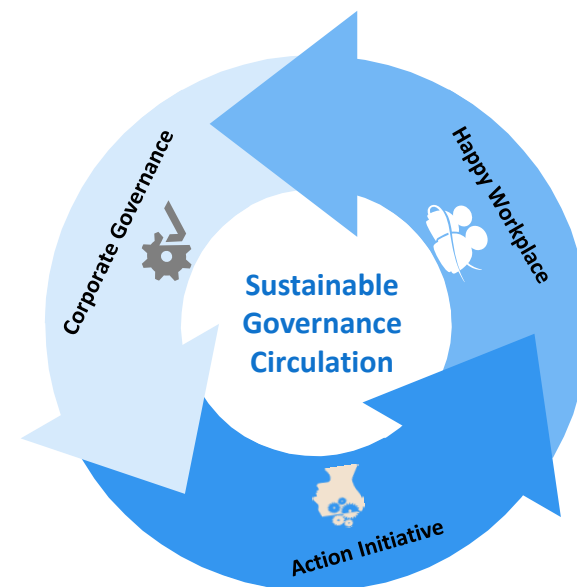 Corporate Governance
Happy Workplace
Sustainable
Governance
Circulation
Action Initiative